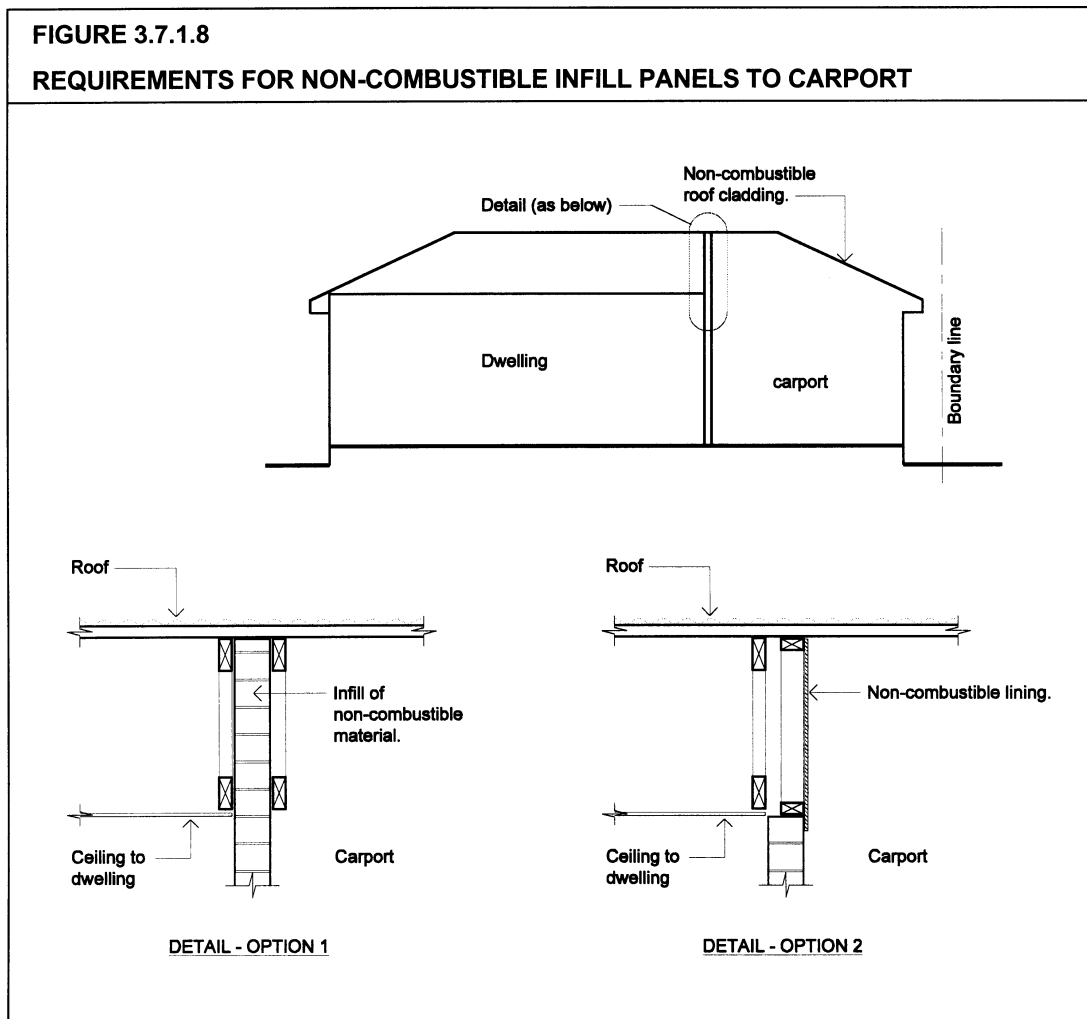 FIGURE 3.7.1.8
REQUIREMENTS FOR NON-COMBUSTIBLE INFILL PANELS TO CARPORT
Non-combustible
roof cladding.
Detail (as below)
Dwelling
carport
Boundary line
Roof
Infill of
non-combustible
material.
Ceiling to
dwelling
Carport
DETAIL - OPTION 1
Roof
Non-combustible lining.
Ceiling to
dwelling
Carport
DETAIL - OPTION 2